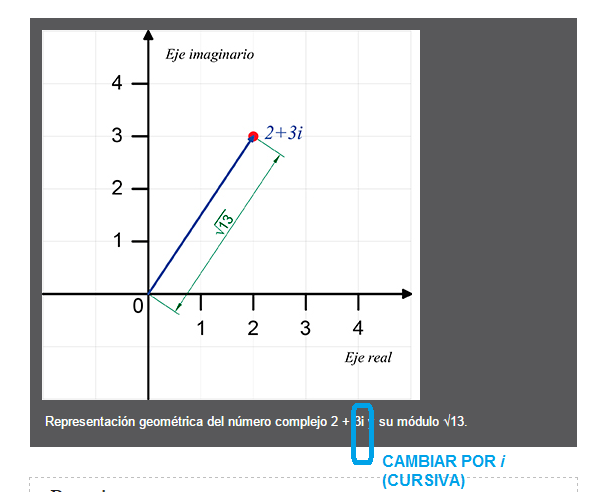 Eje imaginario
4
3
2+3i
2
√13
1
0
1 2 3 4
Eje real
Representación geométrica del número complejo 2 + 3i y su módulo √13.
CAMBIAR POR i
(CURSIVA)